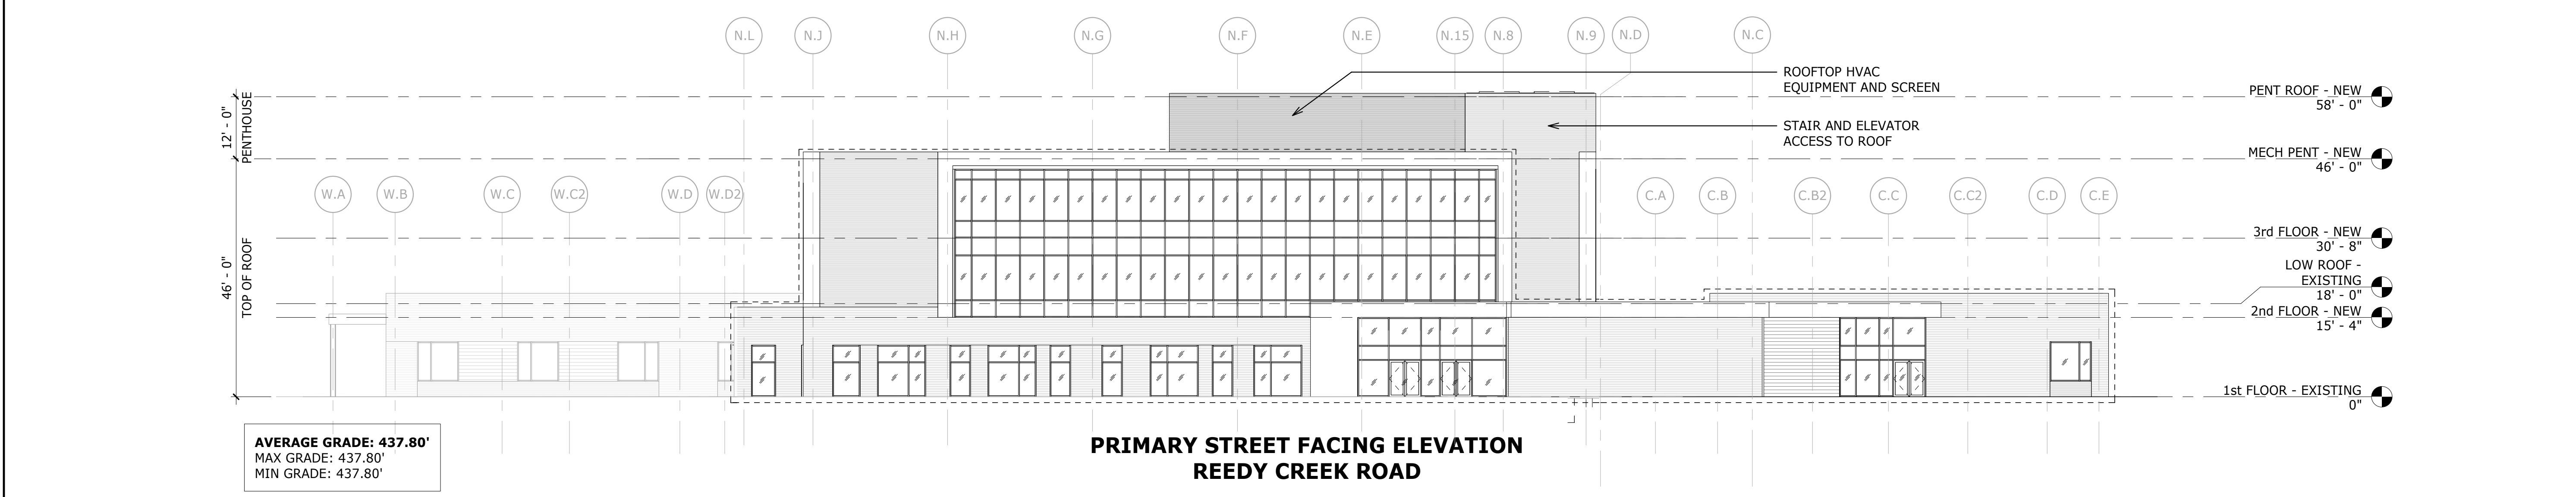 N.L
N.J
N.H
N.G
N.F
N.E
N.15
N.8
N.9
N.D
N.C
ROOFTOP HVAC
EQUIPMENT AND SCREEN
STAIR AND ELEVATOR
ACCESS TO ROOF
PENT ROOF - NEW
58' - 0"
MECH PENT - NEW
46' - 0"
3rd FLOOR - NEW
30' - 8"
LOW ROOF -
EXISTING
18' - 0"
2nd FLOOR - NEW
15' - 4"
1st FLOOR - EXISTING
0"
12' - 0"
PENTHOUSE
46' - 0"
TOP OF ROOF
W.A
W.B
W.C
W.C2
W.D
W.D2
C.A
C.B
C.B2
C.C
C.C2
C.D
C.E
AVERAGE GRADE: 437.80'
MAX GRADE: 437.80'
MIN GRADE: 437.80'
PRIMARY STREET FACING ELEVATION
REEDY CREEK ROAD